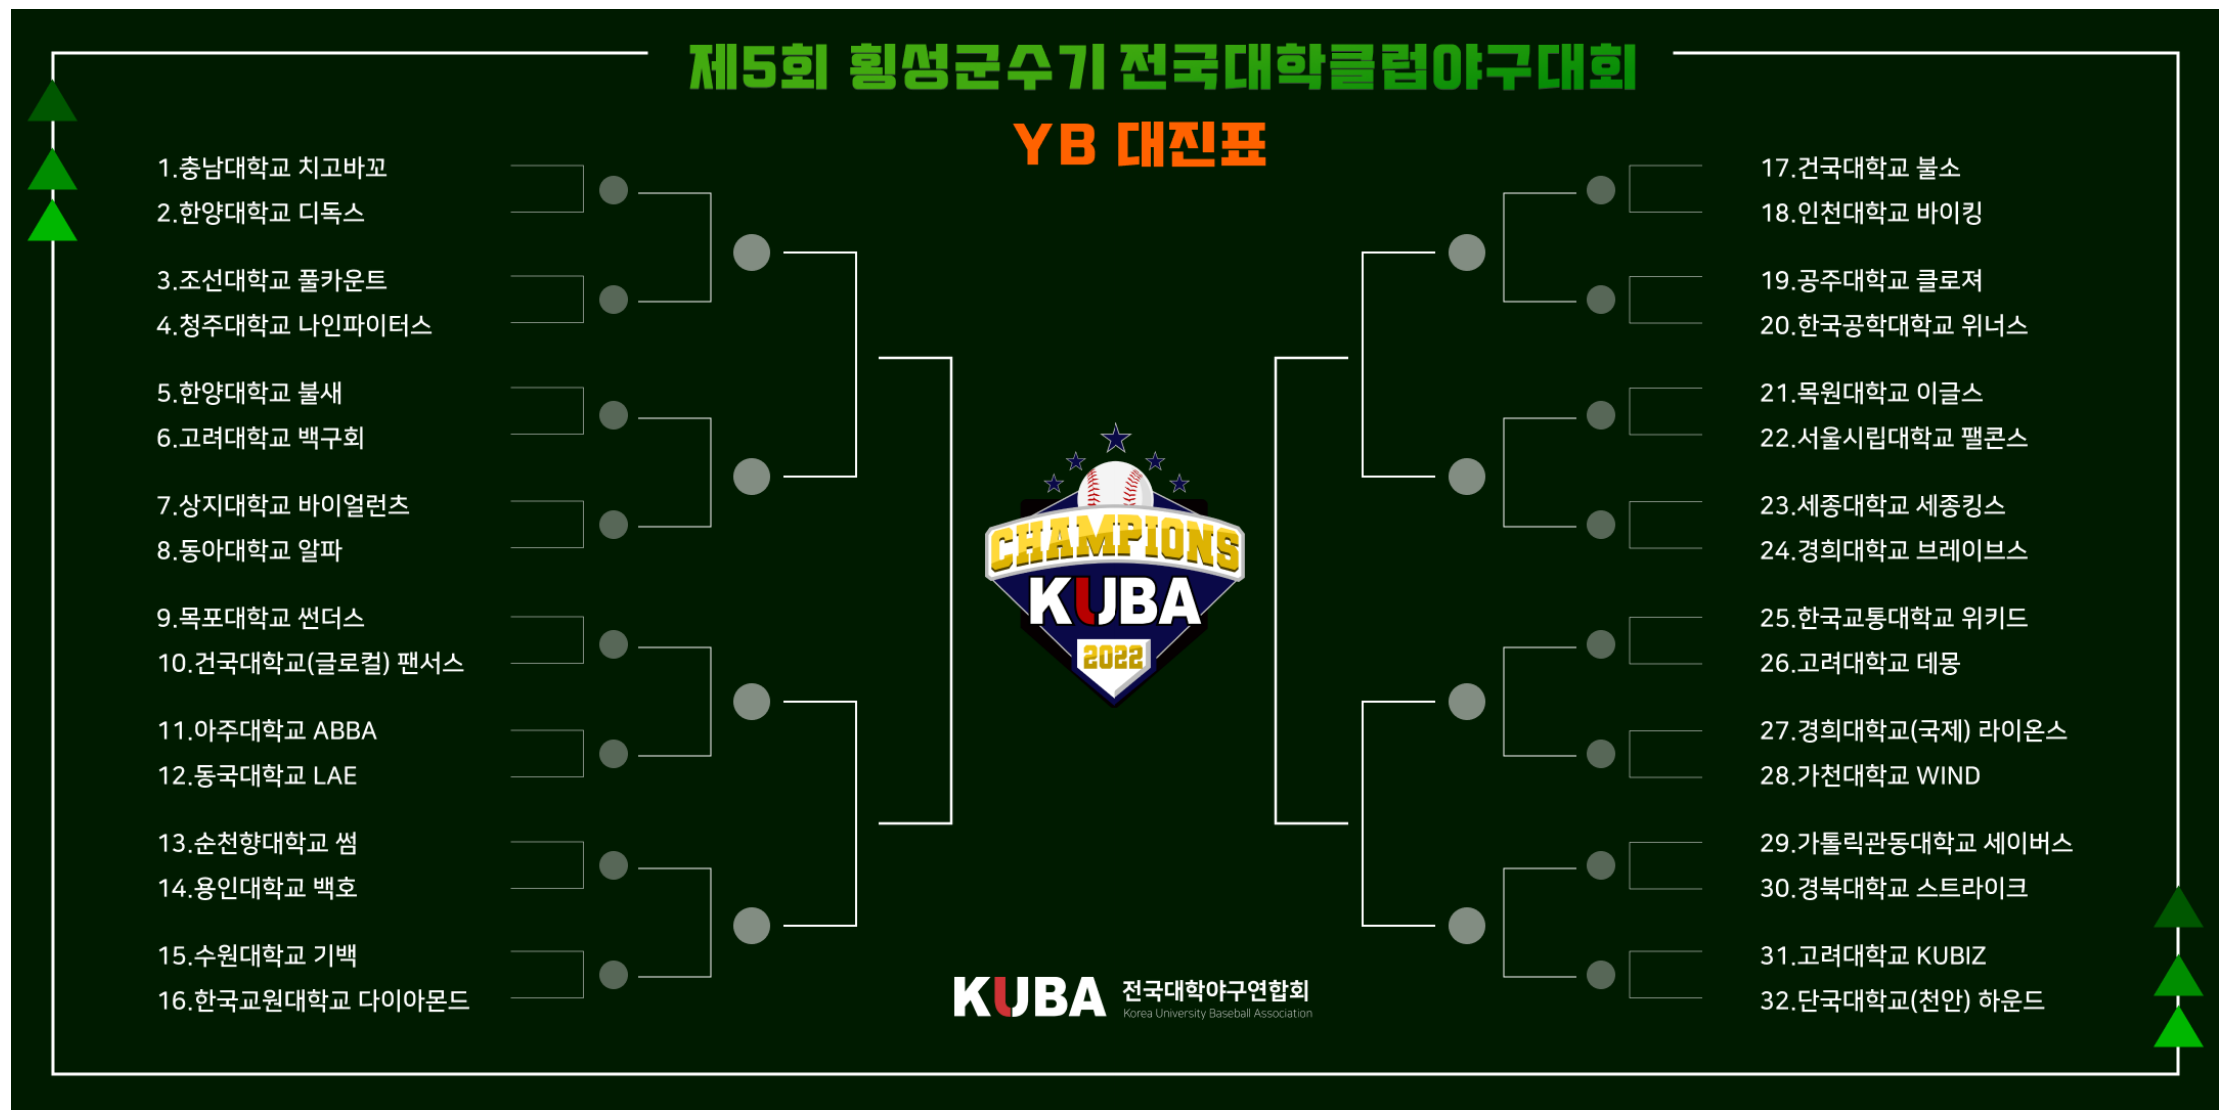 제5회 횡성군수기 전국대학클럽야구대회
YB 대진표
1.충남대학교 치고바꼬
2.한양대학교 디독스
3.조선대학교 풀카운트
4.청주대학교 나인파이터스
5.한양대학교 불새
6.고려대학교 백구회
7.상지대학교 바이얼런츠
8.동아대학교 알파
9.목포대학교 썬더스
10.건국대학교(글로컬) 팬서스
11.아주대학교 ABBA
12.동국대학교 LAE
13.순천향대학교 썸
14.용인대학교 백호
15.수원대학교 기백
16.한국교원대학교 다이아몬드
CHAMPIONS
KUBA
2022
17.건국대학교 불소
18.인천대학교 바이킹
19.공주대학교 클로져
20.한국공학대학교 위너스
21.목원대학교 이글스
22.서울시립대학교 팰콘스
23.세종대학교 세종킹스
24.경희대학교 브레이브스
25.한국교통대학교 위키드
26.고려대학교 데몽
27.경희대학교(국제) 라이온스
28.가천대학교 WIND
29.가톨릭관동대학교 세이버스
30.경북대학교 스트라이크
31.고려대학교 KUBIZ
32.단국대학교(천안) 하운드
KUBA 전국대학야구연합회
Korea University Baseball Association